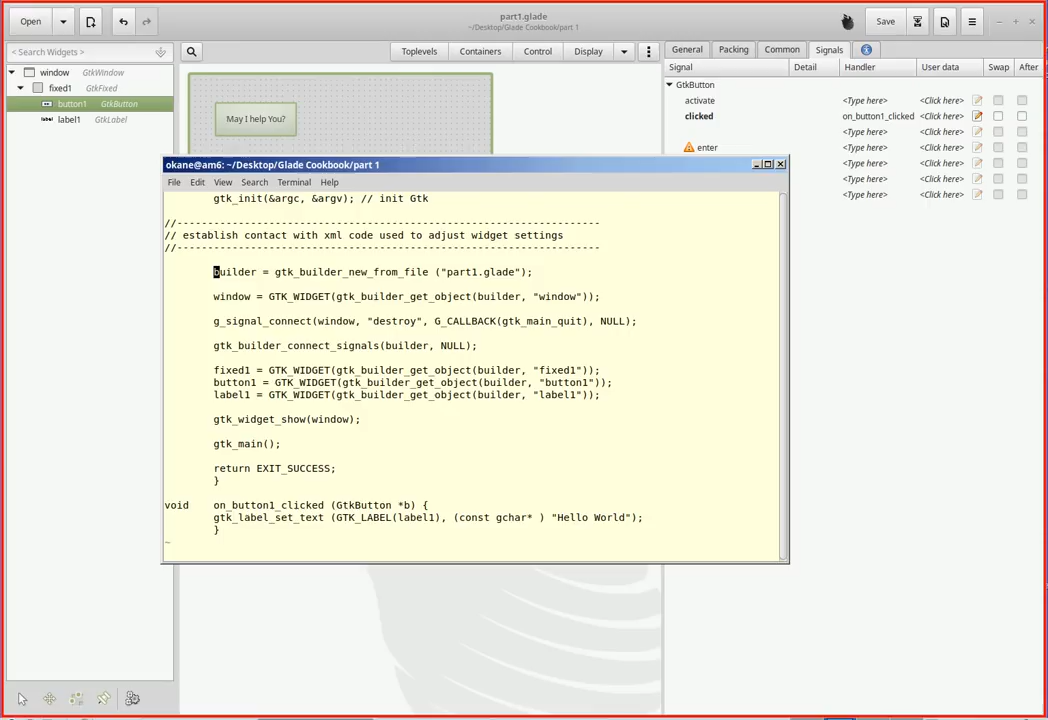 part1.glade
~/Desktop/Glade Cookbook/part 1
Open
Save
< Search Widgets >
Toplevels
Containers
Control
Display
General
Packing
Common
Signals
Signal
Detail
Handler
User data
Swap
After
window GtkWindow
fixed1 GtkFixed
button1 GtkButton
label1 GtkLabel
May I help You?
GtkButton
activate <Type here> <Click here>
clicked on_button1_clicked <Click here>
<Type here> <Click here>
enter <Type here> <Click here>
<Type here> <Click here>
<Type here> <Click here>
<Type here> <Click here>
okane@am6: ~/Desktop/Glade Cookbook/part 1
File Edit View Search Terminal Help
gtk_init(&argc, &argv); // init Gtk
//---------------------------------------------------------------------
// establish contact with xml code used to adjust widget settings
//---------------------------------------------------------------------
builder = gtk_builder_new_from_file ("part1.glade");
window = GTK_WIDGET(gtk_builder_get_object(builder, "window"));
g_signal_connect(window, "destroy", G_CALLBACK(gtk_main_quit), NULL);
gtk_builder_connect_signals(builder, NULL);
fixed1 = GTK_WIDGET(gtk_builder_get_object(builder, "fixed1"));
button1 = GTK_WIDGET(gtk_builder_get_object(builder, "button1"));
label1 = GTK_WIDGET(gtk_builder_get_object(builder, "label1"));
gtk_widget_show(window);
gtk_main();
return EXIT_SUCCESS;
}
void on_button1_clicked (GtkButton *b) {
gtk_label_set_text (GTK_LABEL(label1), (const gchar* ) "Hello World");
}
~